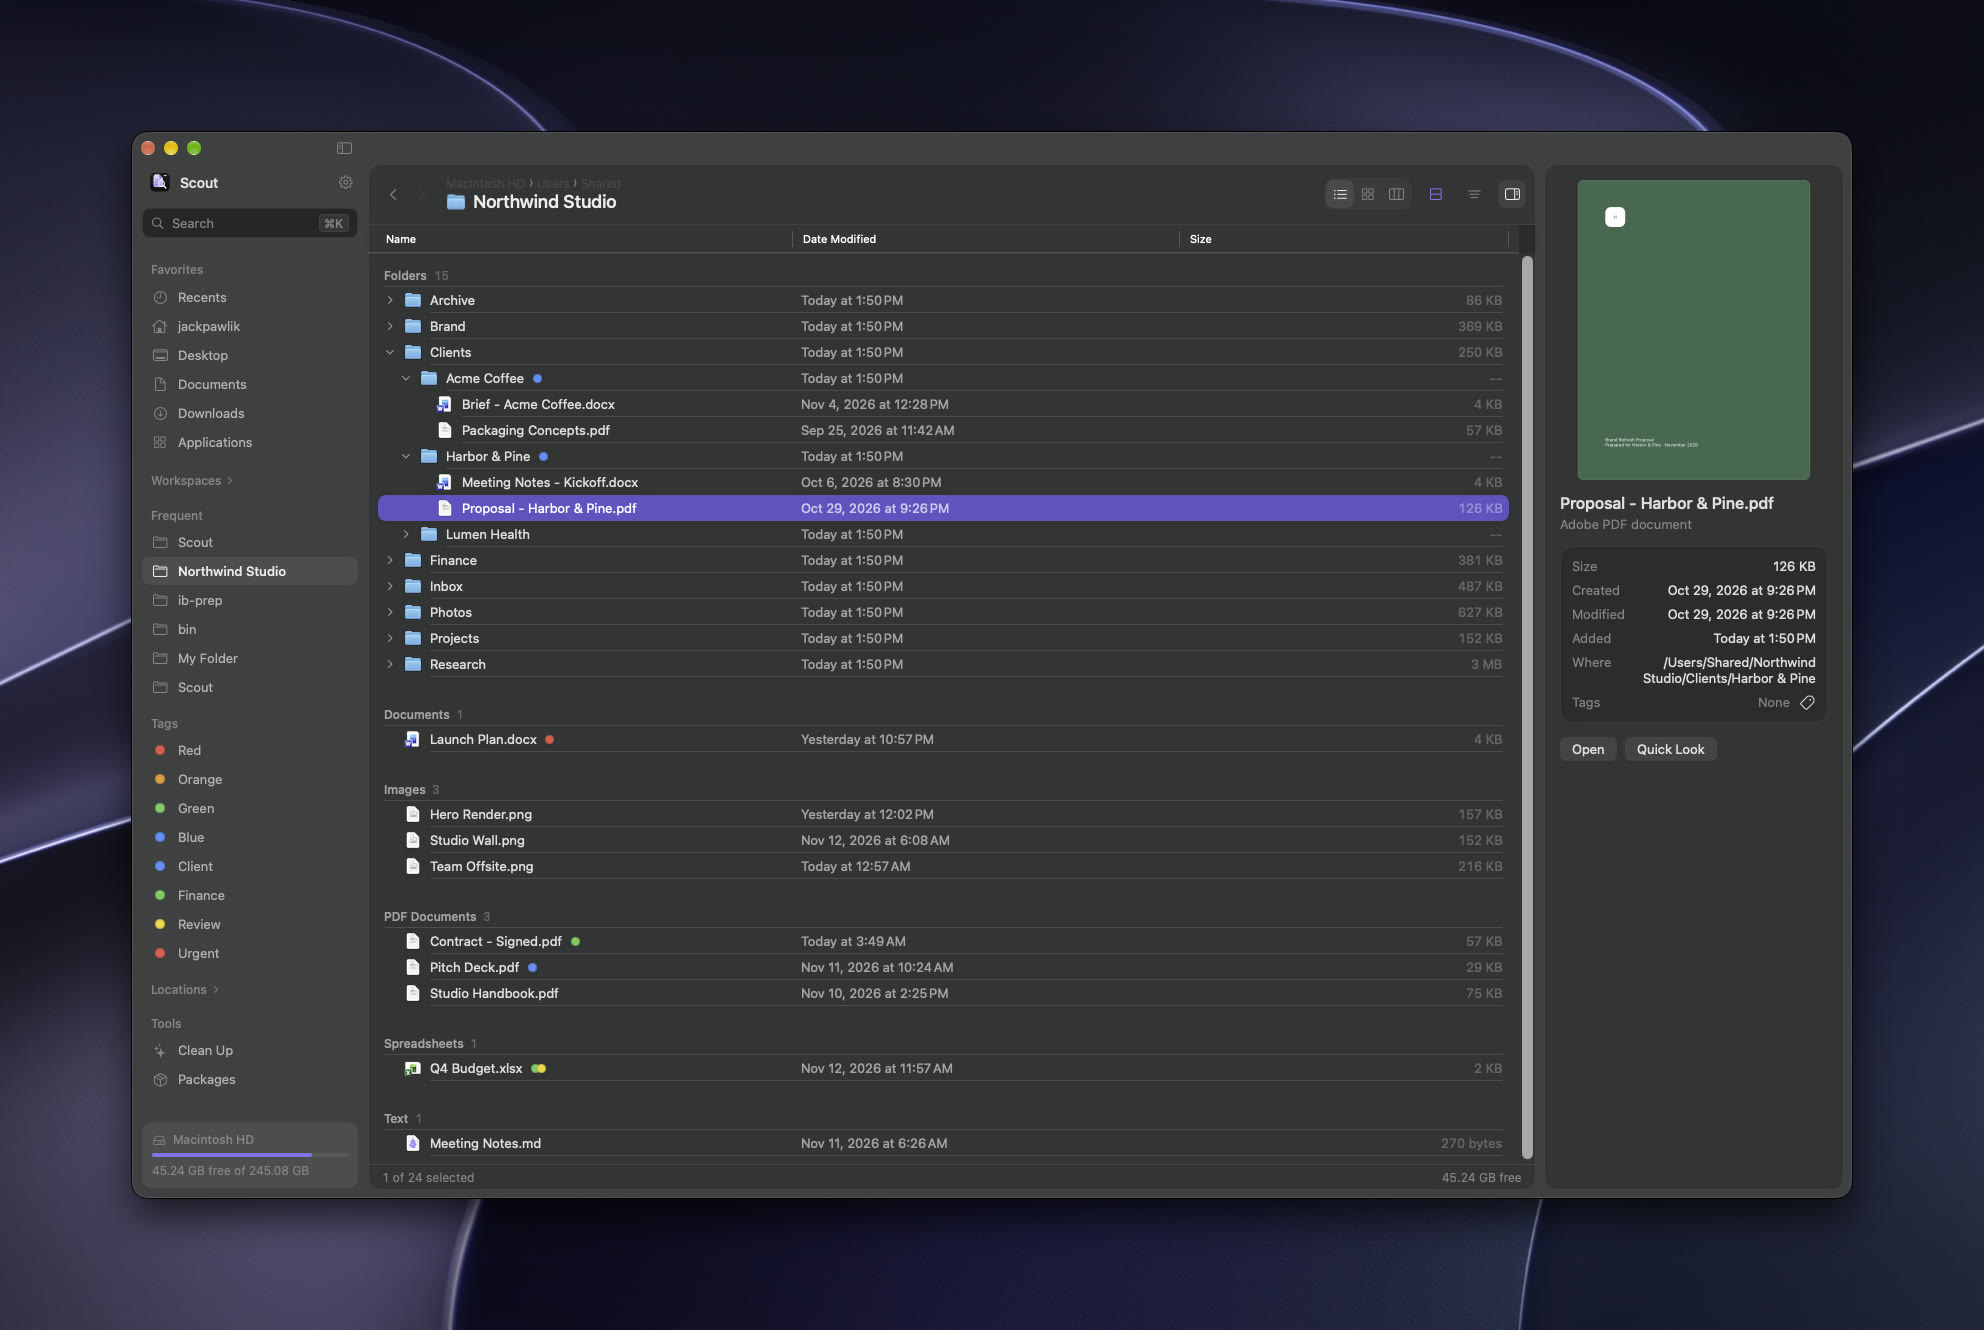 Scout
Search ⌘K
Favorites
Recents
jackpawlik
Desktop
Documents
Downloads
Applications
Workspaces
Frequent
Scout
Northwind Studio
ib-prep
bin
My Folder
Scout
Tags
Red
Orange
Green
Blue
Client
Finance
Review
Urgent
Locations
Tools
Clean Up
Packages
Macintosh HD
45.24 GB free of 245.08 GB
Macintosh HD › Users › Shared
Northwind Studio
Name Date Modified Size
Folders 15
Archive Today at 1:50 PM 86 KB
Brand Today at 1:50 PM 369 KB
Clients Today at 1:50 PM 250 KB
Acme Coffee Today at 1:50 PM --
Brief - Acme Coffee.docx Nov 4, 2026 at 12:28 PM 4 KB
Packaging Concepts.pdf Sep 25, 2026 at 11:42 AM 57 KB
Harbor & Pine Today at 1:50 PM --
Meeting Notes - Kickoff.docx Oct 6, 2026 at 8:30 PM 4 KB
Proposal - Harbor & Pine.pdf Oct 29, 2026 at 9:26 PM 126 KB
Lumen Health Today at 1:50 PM --
Finance Today at 1:50 PM 381 KB
Inbox Today at 1:50 PM 487 KB
Photos Today at 1:50 PM 627 KB
Projects Today at 1:50 PM 152 KB
Research Today at 1:50 PM 3 MB
Documents 1
Launch Plan.docx Yesterday at 10:57 PM 4 KB
Images 3
Hero Render.png Yesterday at 12:02 PM 157 KB
Studio Wall.png Nov 12, 2026 at 6:08 AM 152 KB
Team Offsite.png Today at 12:57 AM 216 KB
PDF Documents 3
Contract - Signed.pdf Today at 3:49 AM 57 KB
Pitch Deck.pdf Nov 11, 2026 at 10:24 AM 29 KB
Studio Handbook.pdf Nov 10, 2026 at 2:25 PM 75 KB
Spreadsheets 1
Q4 Budget.xlsx Nov 12, 2026 at 11:57 AM 2 KB
Text 1
Meeting Notes.md Nov 11, 2026 at 6:26 AM 270 bytes
1 of 24 selected 45.24 GB free
Brand Refresh Proposal
Prepared for Harbor & Pine · November 2026
Proposal - Harbor & Pine.pdf
Adobe PDF document
Size 126 KB
Created Oct 29, 2026 at 9:26 PM
Modified Oct 29, 2026 at 9:26 PM
Added Today at 1:50 PM
Where /Users/Shared/Northwind
Studio/Clients/Harbor & Pine
Tags None
Open Quick Look